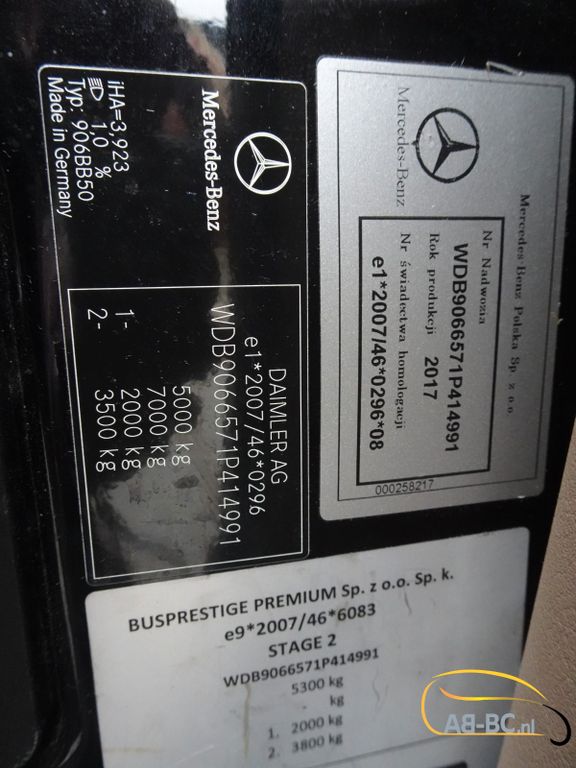 Mercedes-Benz
DAIMLER AG
e1*2007/46*0296
WDB9066571P414991
5000 kg
7000 kg
1- 2000 kg
2- 3500 kg
iHA=3,923
1,0 %
Typ: 906BB50
Made in Germany
Mercedes-Benz Polska Sp. z o.o.
Mercedes-Benz
Nr Nadwozia
WDB9066571P414991
Rok produkcji 2017
Nr świadectwa homologacji
e1*2007/46*0296*08
000258217
BUSPRESTIGE PREMIUM Sp. z o.o. Sp. k.
e9*2007/46*6083
STAGE 2
WDB9066571P414991
5300 kg
kg
1. 2000 kg
2. 3800 kg
AB-BC.nl